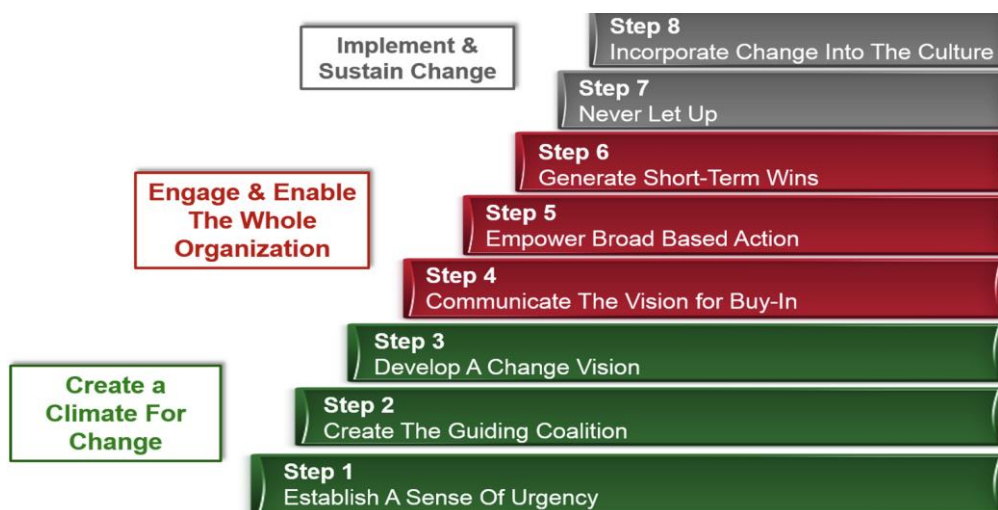 Step 8
Incorporate Change Into The Culture
Implement &
Sustain Change
Step 7
Never Let Up
Step 6
Generate Short-Term Wins
Engage & Enable
The Whole
Organization
Step 5
Empower Broad Based Action
Step 4
Communicate The Vision for Buy-In
Step 3
Develop A Change Vision
Create a
Climate For
Change
Step 2
Create The Guiding Coalition
Step 1
Establish A Sense Of Urgency